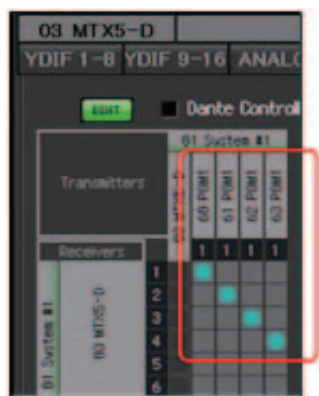 03 MTX5-D
YDIF 1-8 YDIF 9-16 ANAL
EDIT Dante Control
01 System #1
Transmitters
03 MTX5-D
60 PGM1
61 PGM1
62 PGM1
63 PGM1
Receivers 1 1 1 1
01 System #1
03 MTX5-D
1
2
3
4
5
6